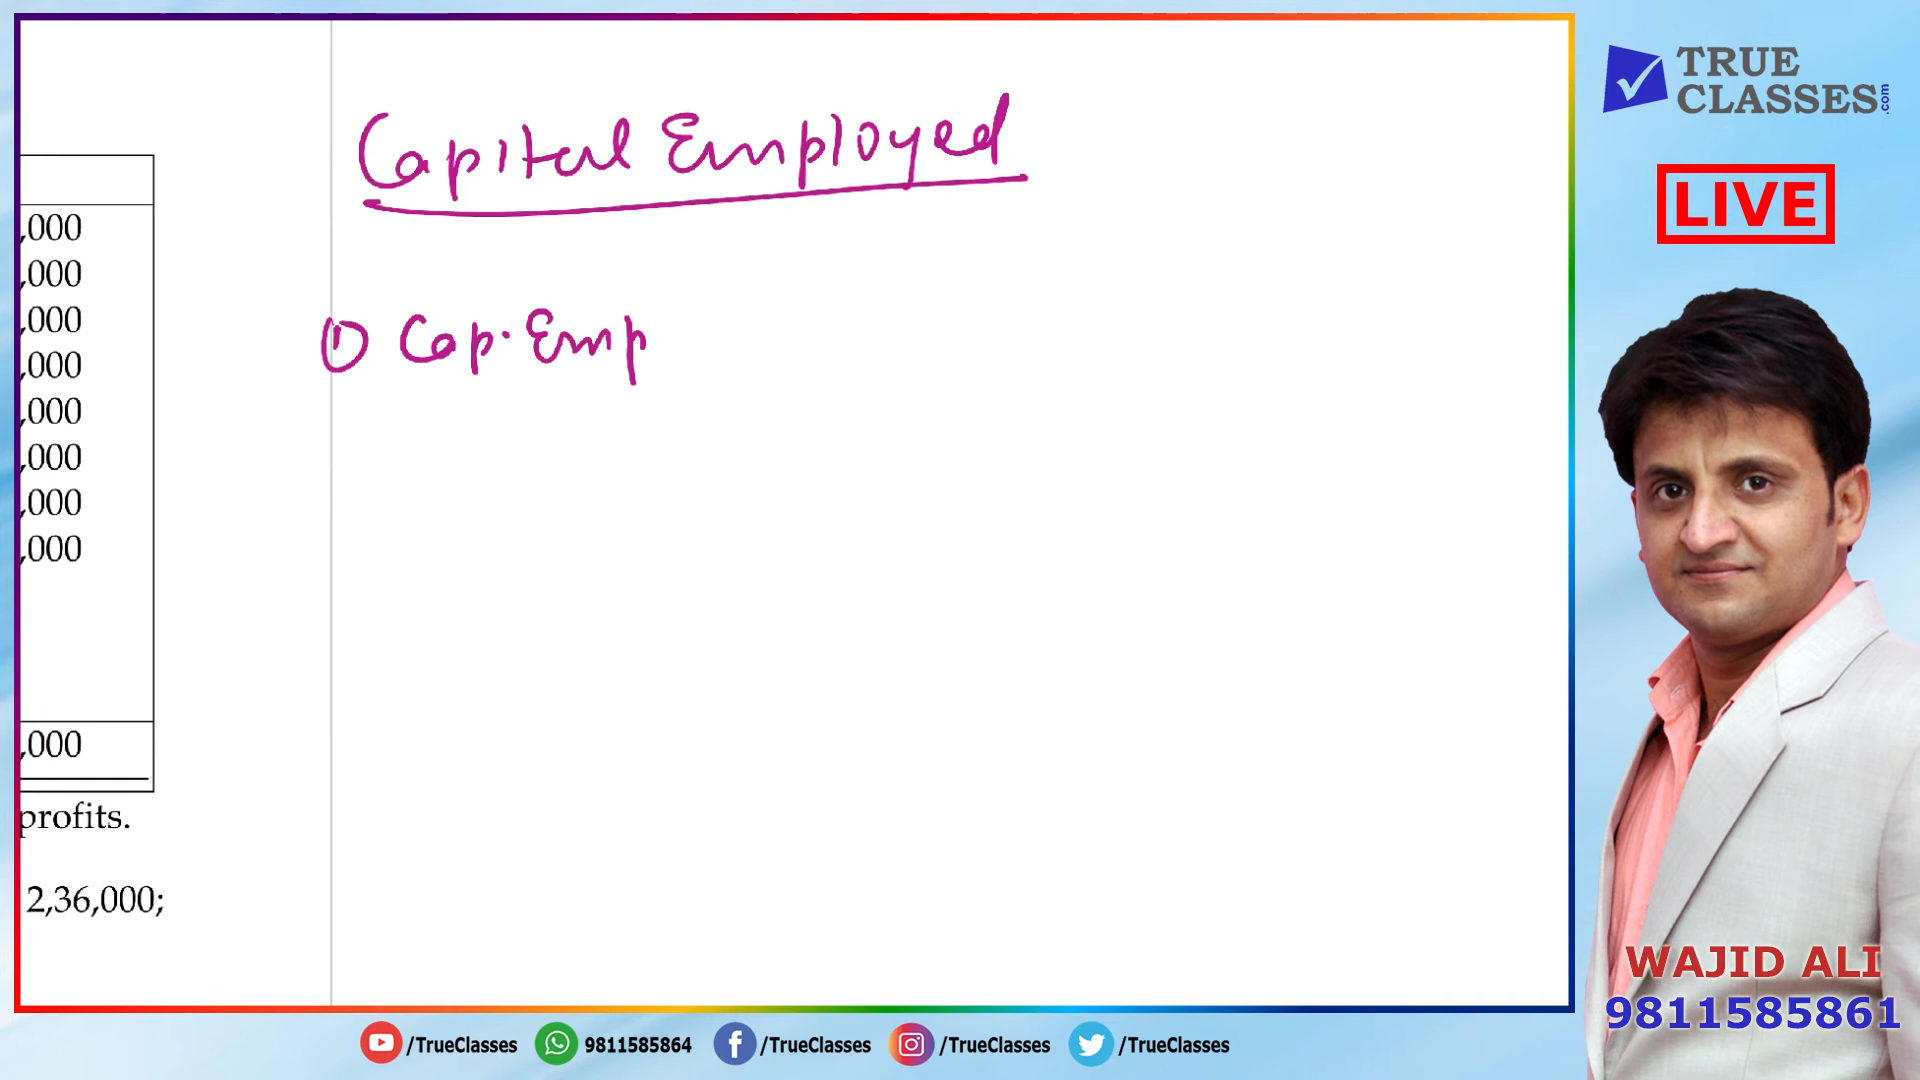 Capital Employed
① Cap. Emp
,000
,000
,000
,000
,000
,000
,000
,000
,000
profits.
2,36,000;
TRUE
CLASSES.com
LIVE
WAJID ALI
9811585861
/TrueClasses
9811585864
/TrueClasses
/TrueClasses
/TrueClasses